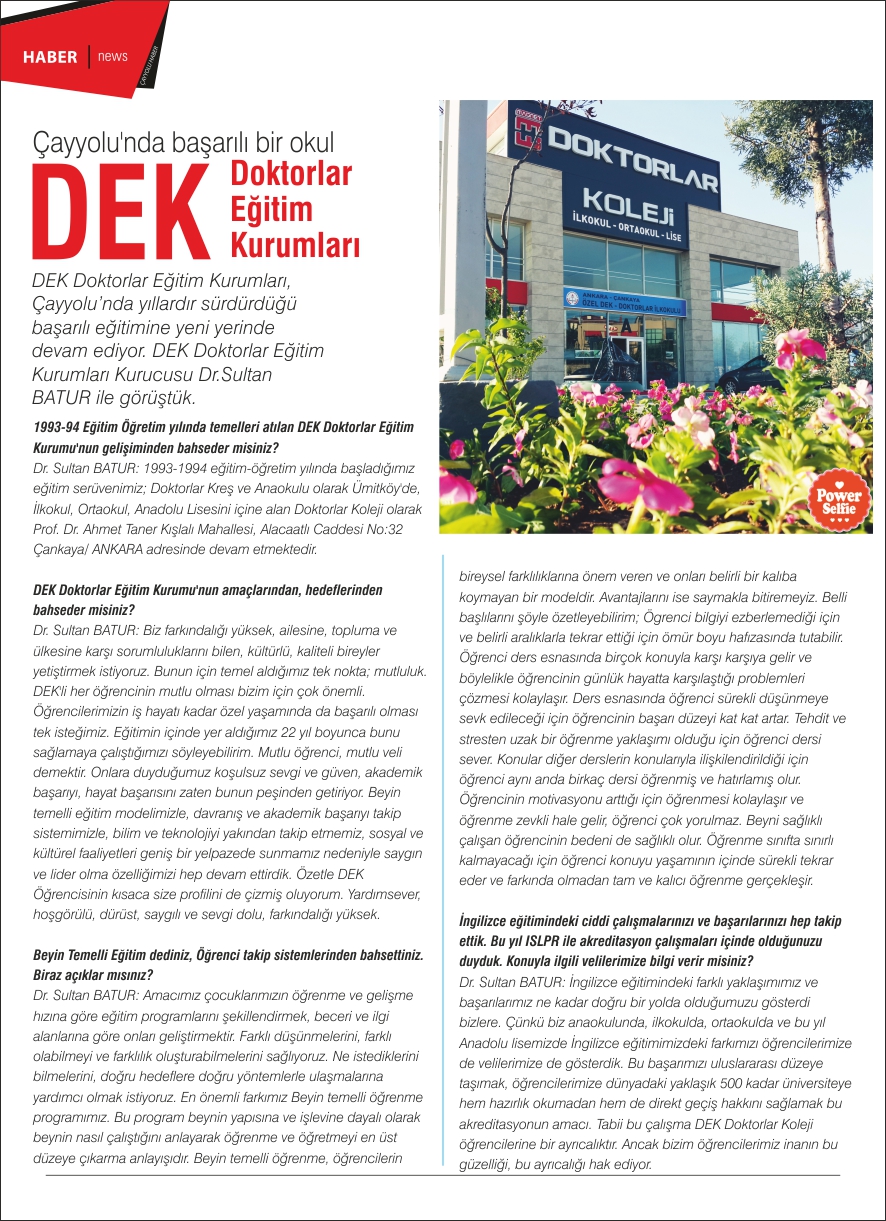 HABER
news
ÇAYYOLU HABER
Çayyolu'nda başarılı bir okul
DEK
Doktorlar
Eğitim
Kurumları
DEK Doktorlar Eğitim Kurumları,
Çayyolu’nda yıllardır sürdürdüğü
başarılı eğitimine yeni yerinde
devam ediyor. DEK Doktorlar Eğitim
Kurumları Kurucusu Dr.Sultan
BATUR ile görüştük.
1993-94 Eğitim Öğretim yılında temelleri atılan DEK Doktorlar Eğitim
Kurumu'nun gelişiminden bahseder misiniz?
Dr. Sultan BATUR: 1993-1994 eğitim-öğretim yılında başladığımız
eğitim serüvenimiz; Doktorlar Kreş ve Anaokulu olarak Ümitköy'de,
İlkokul, Ortaokul, Anadolu Lisesini içine alan Doktorlar Koleji olarak
Prof. Dr. Ahmet Taner Kışlalı Mahallesi, Alacaatlı Caddesi No:32
Çankaya/ ANKARA adresinde devam etmektedir.
DEK Doktorlar Eğitim Kurumu'nun amaçlarından, hedeflerinden
bahseder misiniz?
Dr. Sultan BATUR: Biz farkındalığı yüksek, ailesine, topluma ve
ülkesine karşı sorumluluklarını bilen, kültürlü, kaliteli bireyler
yetiştirmek istiyoruz. Bunun için temel aldığımız tek nokta; mutluluk.
DEK'li her öğrencinin mutlu olması bizim için çok önemli.
Öğrencilerimizin iş hayatı kadar özel yaşamında da başarılı olması
tek isteğimiz. Eğitimin içinde yer aldığımız 22 yıl boyunca bunu
sağlamaya çalıştığımızı söyleyebilirim. Mutlu öğrenci, mutlu veli
demektir. Onlara duyduğumuz koşulsuz sevgi ve güven, akademik
başarıyı, hayat başarısını zaten bunun peşinden getiriyor. Beyin
temelli eğitim modelimizle, davranış ve akademik başarıyı takip
sistemimizle, bilim ve teknolojiyi yakından takip etmemiz, sosyal ve
kültürel faaliyetleri geniş bir yelpazede sunmamız nedeniyle saygın
ve lider olma özelliğimizi hep devam ettirdik. Özetle DEK
Öğrencisinin kısaca size profilini de çizmiş oluyorum. Yardımsever,
hoşgörülü, dürüst, saygılı ve sevgi dolu, farkındalığı yüksek.
Beyin Temelli Eğitim dediniz, Öğrenci takip sistemlerinden bahsettiniz.
Biraz açıklar mısınız?
Dr. Sultan BATUR: Amacımız çocuklarımızın öğrenme ve gelişme
hızına göre eğitim programlarını şekillendirmek, beceri ve ilgi
alanlarına göre onları geliştirmektir. Farklı düşünmelerini, farklı
olabilmeyi ve farklılık oluşturabilmelerini sağlıyoruz. Ne istediklerini
bilmelerini, doğru hedeflere doğru yöntemlerle ulaşmalarına
yardımcı olmak istiyoruz. En önemli farkımız Beyin temelli öğrenme
programımız. Bu program beynin yapısına ve işlevine dayalı olarak
beynin nasıl çalıştığını anlayarak öğrenme ve öğretmeyi en üst
düzeye çıkarma anlayışıdır. Beyin temelli öğrenme, öğrencilerin
DOKTORLAR
KOLEJİ
İLKOKUL - ORTAOKUL - LİSE
ANKARA - ÇANKAYA
ÖZEL DEK - DOKTORLAR İLKOKULU
A
Power
Selfie
bireysel farklılıklarına önem veren ve onları belirli bir kalıba
koymayan bir modeldir. Avantajlarını ise saymakla bitiremeyiz. Belli
başlılarını şöyle özetleyebilirim; Ögrenci bilgiyi ezberlemediği için
ve belirli aralıklarla tekrar ettiği için ömür boyu hafızasında tutabilir.
Öğrenci ders esnasında birçok konuyla karşı karşıya gelir ve
böylelikle öğrencinin günlük hayatta karşılaştığı problemleri
çözmesi kolaylaşır. Ders esnasında öğrenci sürekli düşünmeye
sevk edileceği için öğrencinin başarı düzeyi kat kat artar. Tehdit ve
stresten uzak bir öğrenme yaklaşımı olduğu için öğrenci dersi
sever. Konular diğer derslerin konularıyla ilişkilendirildiği için
öğrenci aynı anda birkaç dersi öğrenmiş ve hatırlamış olur.
Öğrencinin motivasyonu arttığı için öğrenmesi kolaylaşır ve
öğrenme zevkli hale gelir, öğrenci çok yorulmaz. Beyni sağlıklı
çalışan öğrencinin bedeni de sağlıklı olur. Öğrenme sınıfta sınırlı
kalmayacağı için öğrenci konuyu yaşamının içinde sürekli tekrar
eder ve farkında olmadan tam ve kalıcı öğrenme gerçekleşir.
İngilizce eğitimindeki ciddi çalışmalarınızı ve başarılarınızı hep takip
ettik. Bu yıl ISLPR ile akreditasyon çalışmaları içinde olduğunuzu
duyduk. Konuyla ilgili velilerimize bilgi verir misiniz?
Dr. Sultan BATUR: İngilizce eğitimindeki farklı yaklaşımımız ve
başarılarımız ne kadar doğru bir yolda olduğumuzu gösterdi
bizlere. Çünkü biz anaokulunda, ilkokulda, ortaokulda ve bu yıl
Anadolu lisemizde İngilizce eğitimimizdeki farkımızı öğrencilerimize
de velilerimize de gösterdik. Bu başarımızı uluslararası düzeye
taşımak, öğrencilerimize dünyadaki yaklaşık 500 kadar üniversiteye
hem hazırlık okumadan hem de direkt geçiş hakkını sağlamak bu
akreditasyonun amacı. Tabii bu çalışma DEK Doktorlar Koleji
öğrencilerine bir ayrıcalıktır. Ancak bizim öğrencilerimiz inanın bu
güzelliği, bu ayrıcalığı hak ediyor.